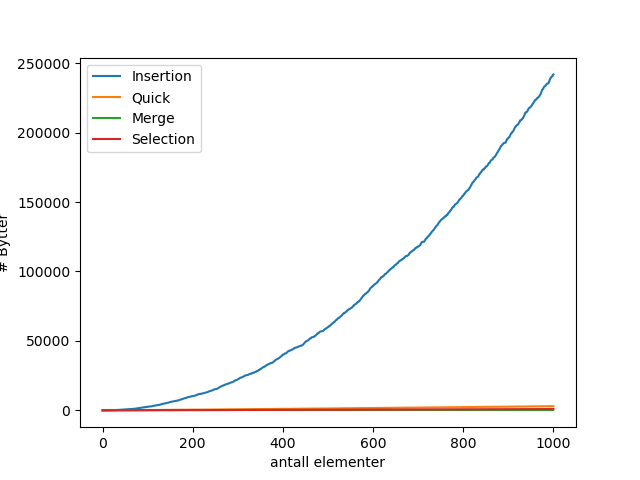 250000
200000
150000
100000
50000
0
# Bytter
Insertion
Quick
Merge
Selection
0 200 400 600 800 1000
antall elementer